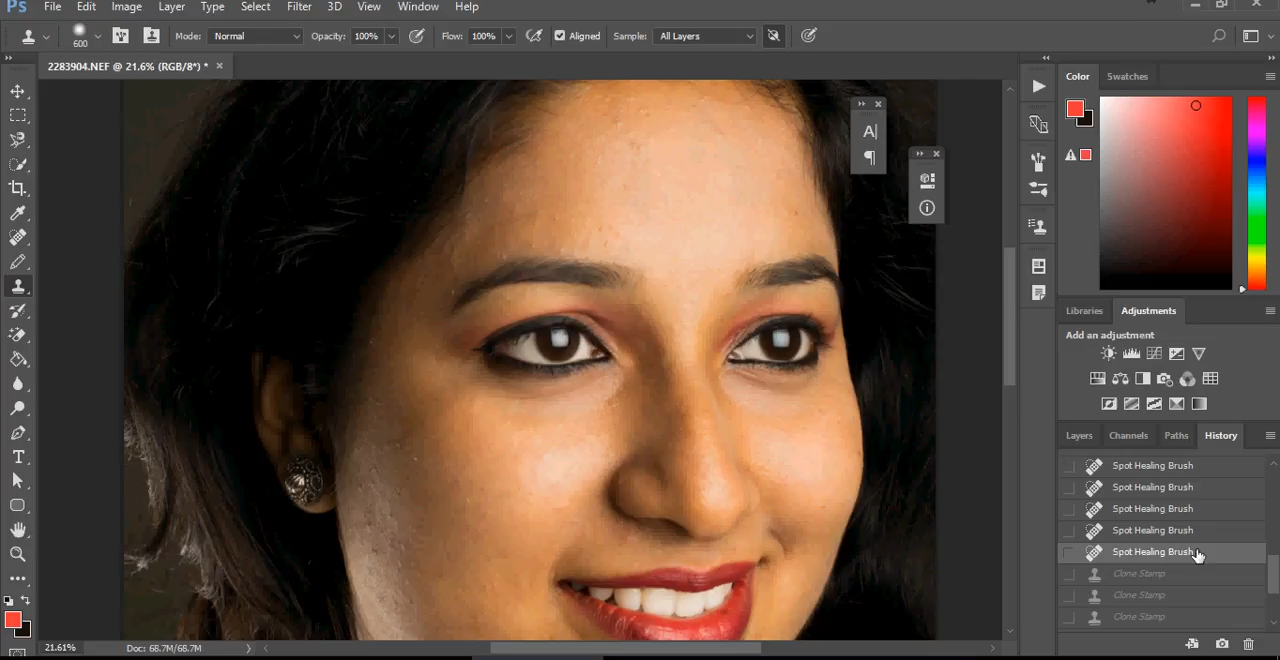 Ps File Edit Image Layer Type Select Filter 3D View Window Help
600 Mode: Normal Opacity: 100% Flow: 100% Aligned Sample: All Layers
2283904.NEF @ 21.6% (RGB/8*) * ×
Color Swatches
A|
¶
Libraries Adjustments
Add an adjustment
Layers Channels Paths History
Spot Healing Brush
Spot Healing Brush
Spot Healing Brush
Spot Healing Brush
Spot Healing Brush
Clone Stamp
Clone Stamp
Clone Stamp
21.61% Doc: 68.7M/68.7M